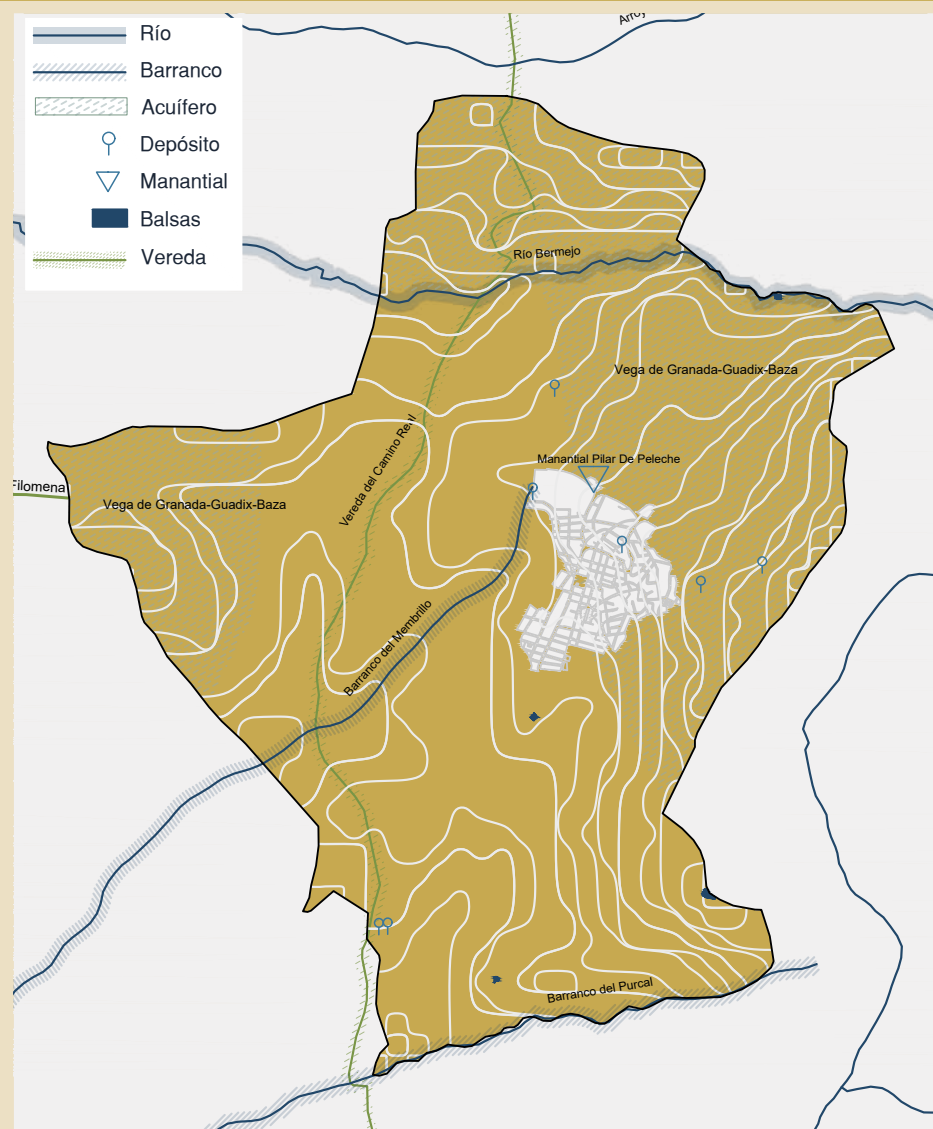 Río
Barranco
Acuífero
Depósito
Manantial
Balsas
Vereda
Arroy
Río Bermejo
Vega de Granada-Guadix-Baza
Vereda del Camino Real
Manantial Pilar De Peleche
Filomena
Vega de Granada-Guadix-Baza
Barranco del Membrillo
Barranco del Purcal